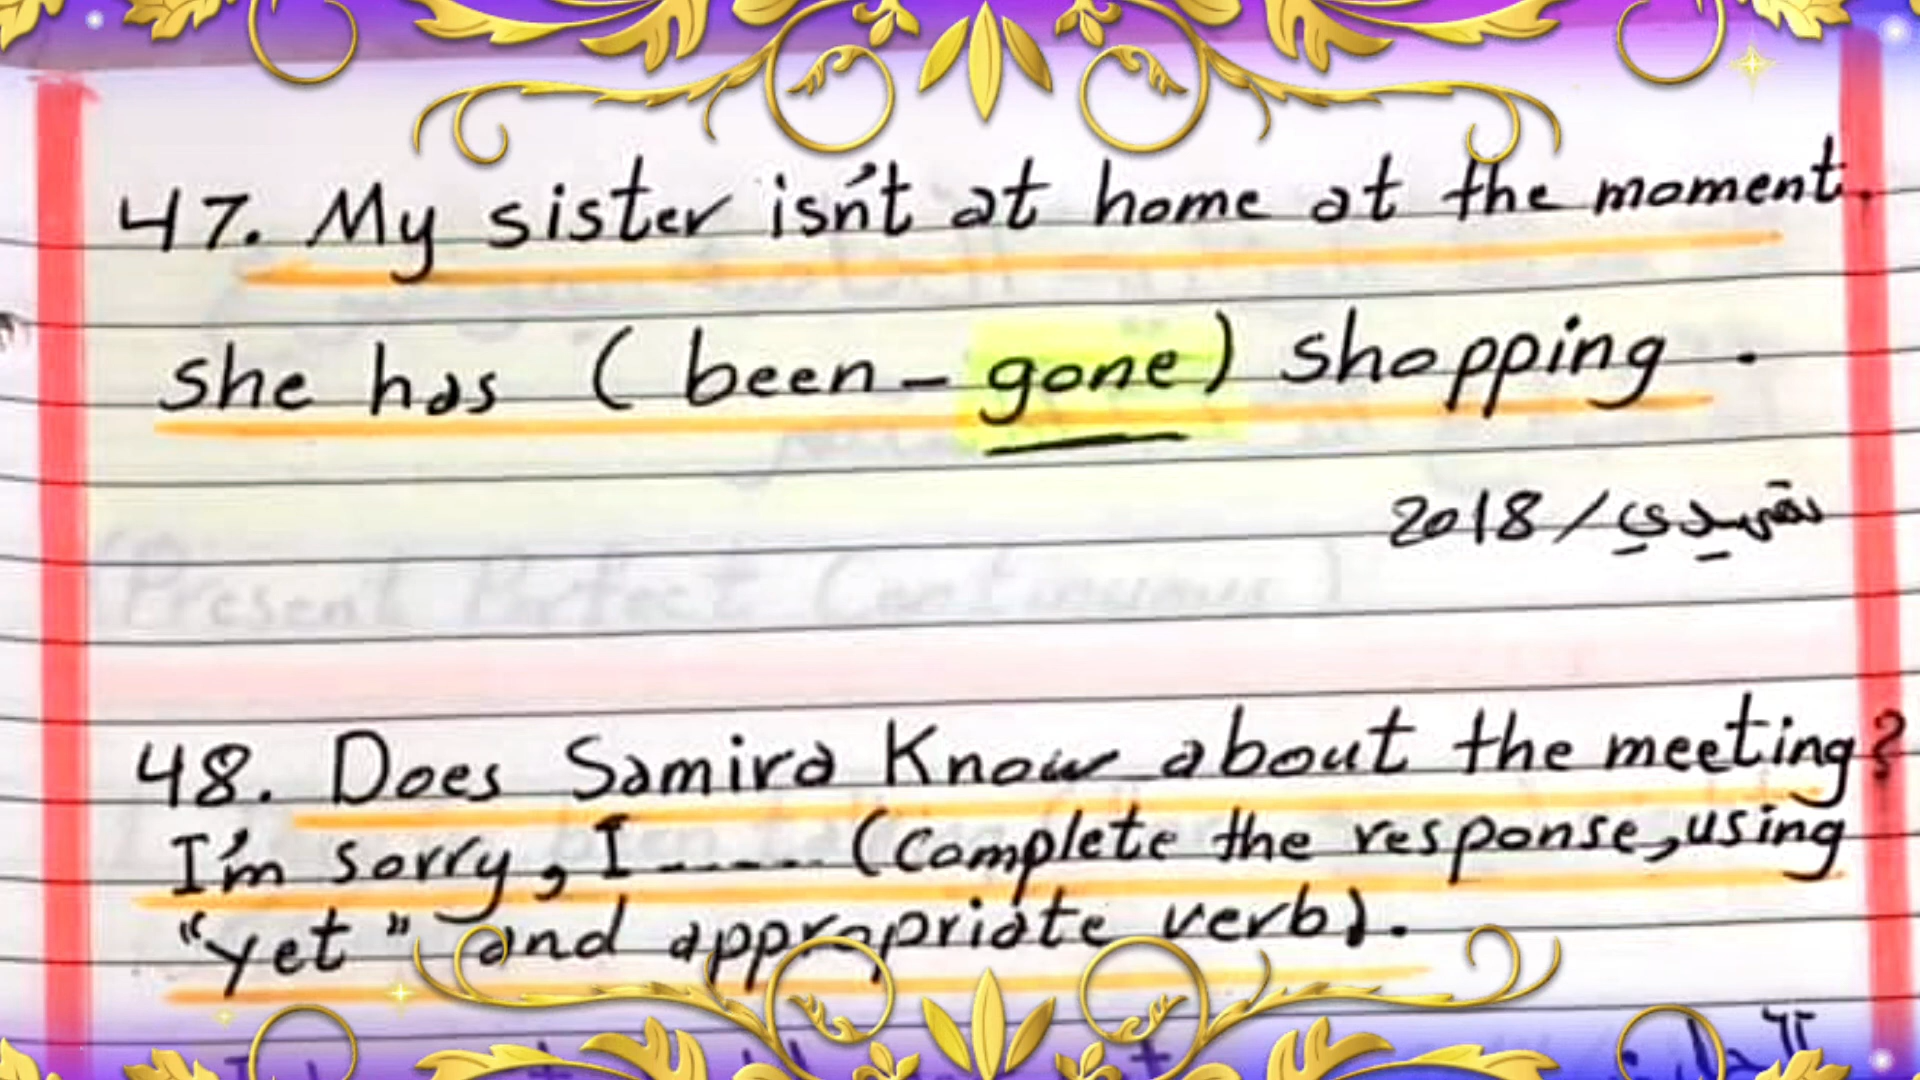 47. My sister isn't at home at the moment.
she has (been - gone) shopping.
تمهيدي / 2018
48. Does Samira Know about the meeting?
I'm sorry, I ------ (Complete the response, using
"yet" and appropriate verb).